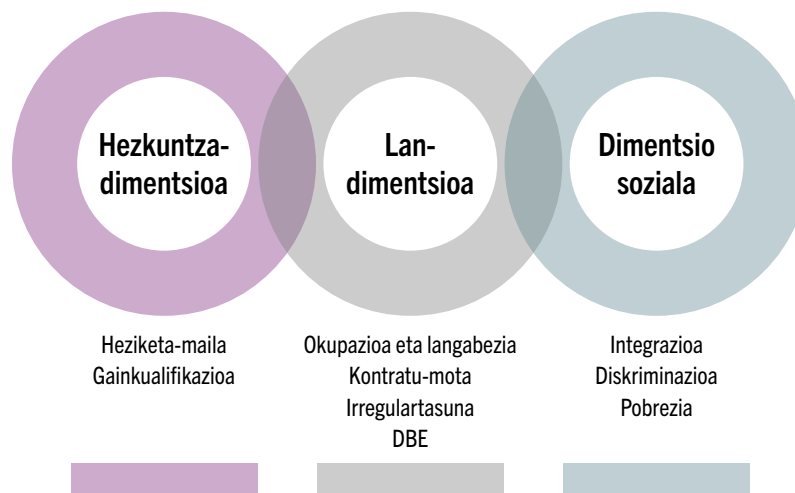 Hezkuntza-
dimentsioa
Lan-
dimentsioa
Dimentsio
soziala
Heziketa-maila
Gainkualifikazioa
Okupazioa eta langabezia
Kontratu-mota
Irregulartasuna
DBE
Integrazioa
Diskriminazioa
Pobrezia